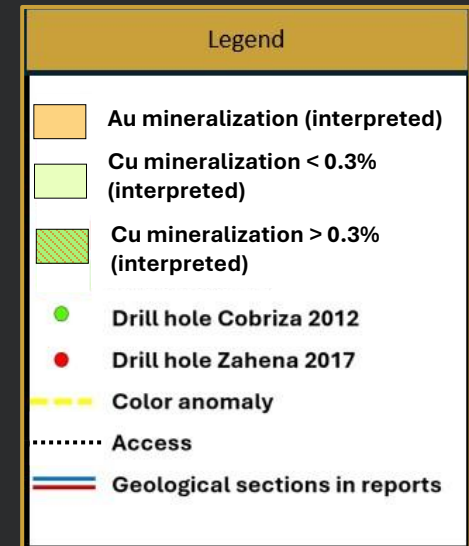 Legend
Au mineralization (interpreted)
Cu mineralization < 0.3%
(interpreted)
Cu mineralization > 0.3%
(interpreted)
Drill hole Cobriza 2012
Drill hole Zahena 2017
Color anomaly
Access
Geological sections in reports